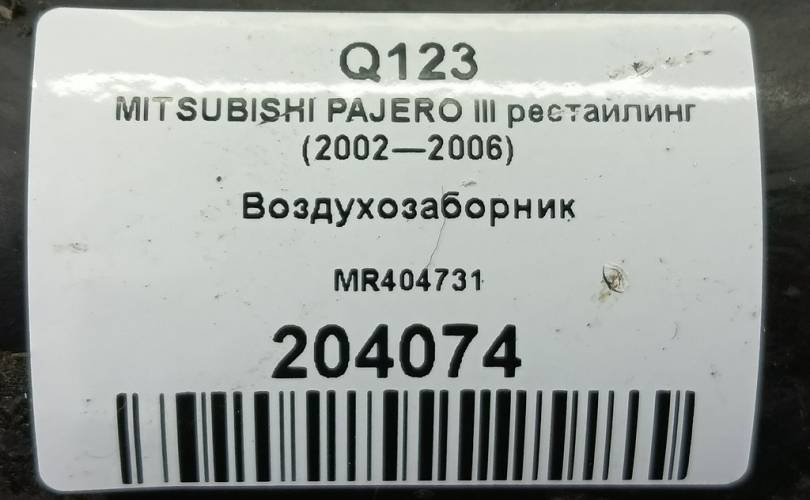 Q123
MITSUBISHI PAJERO III рестайлинг
(2002—2006)
Воздухозаборник
MR404731
204074